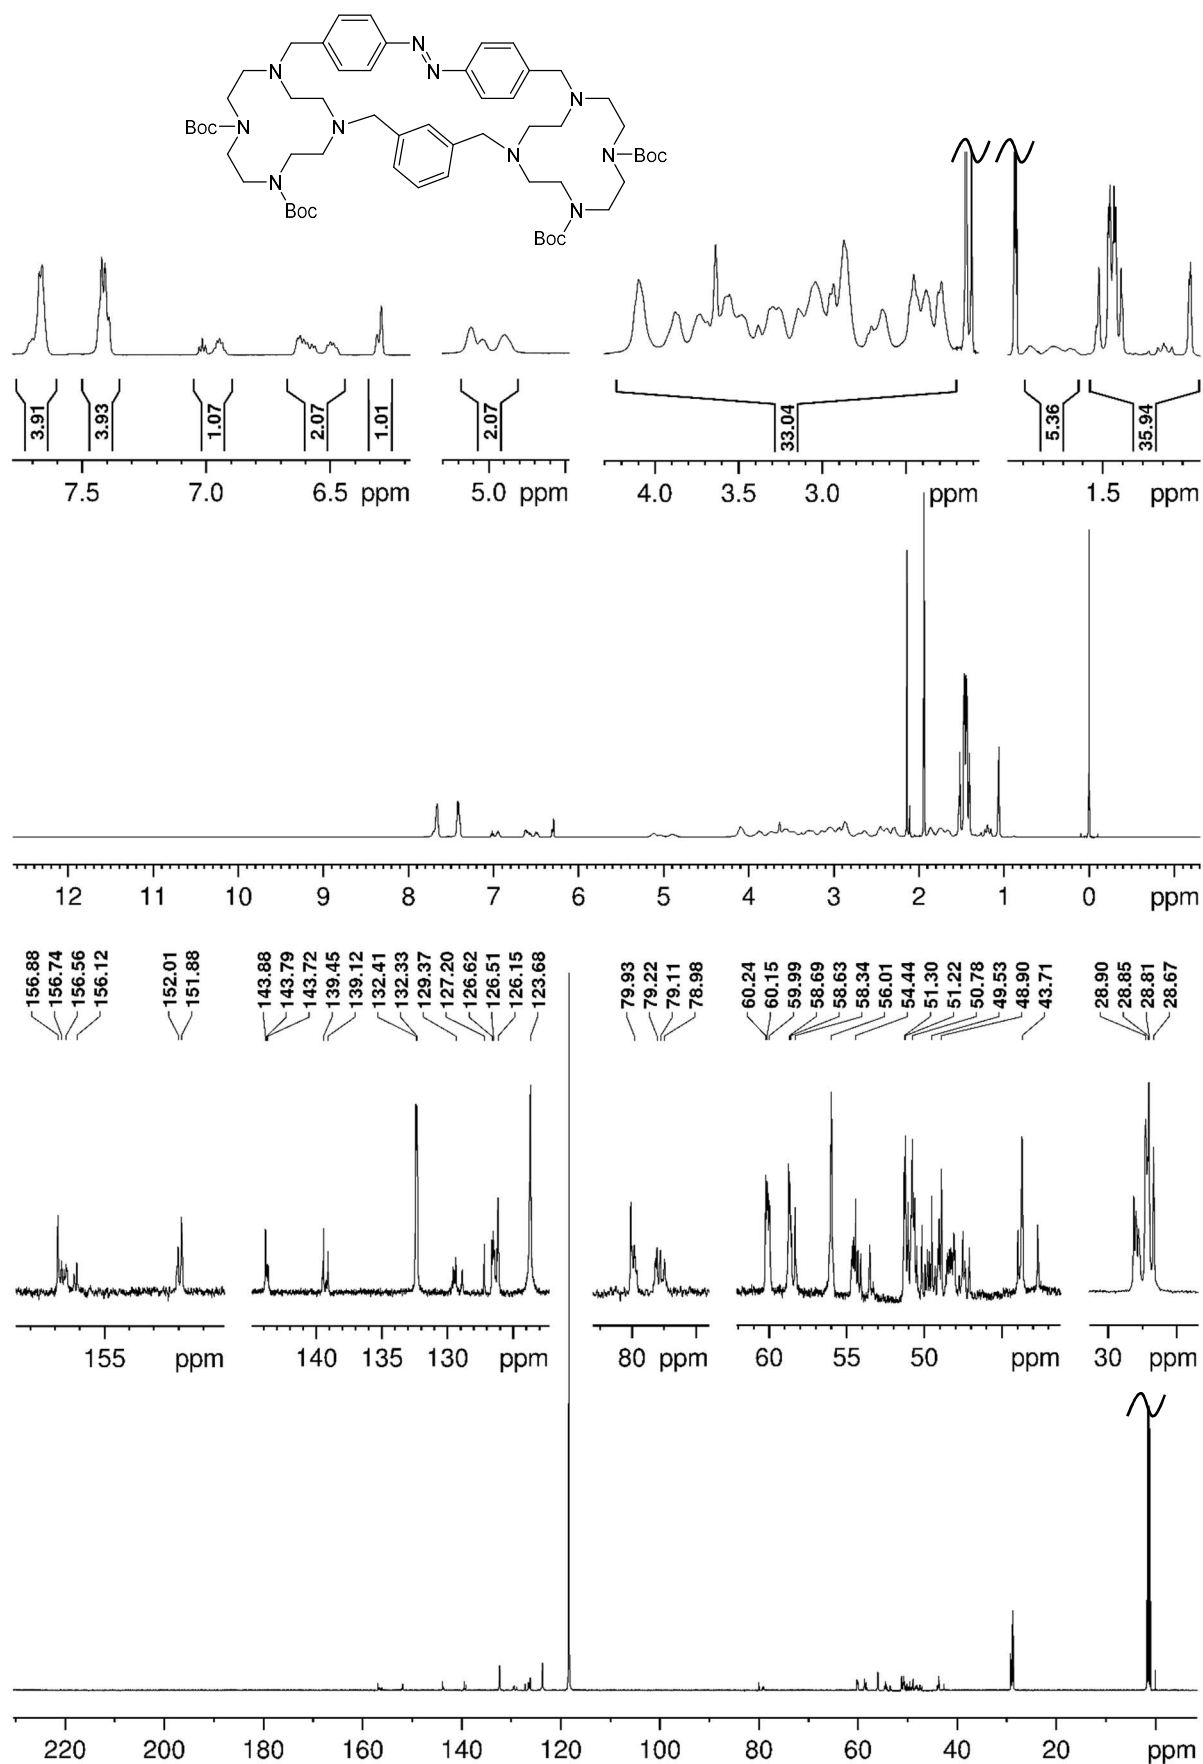 N
N
N
N
Boc
N
N
N
N
Boc
N
Boc
N
Boc
3.91
3.93
1.07
2.07
1.01
2.07
33.04
5.36
35.94
7.5 7.0 6.5 ppm
5.0 ppm
4.0 3.5 3.0 ppm
1.5 ppm
12 11 10 9 8 7 6 5 4 3 2 1 0 ppm
156.88
156.74
156.56
156.12
152.01
151.88
143.88
143.79
143.72
139.45
139.12
132.41
132.33
129.37
127.20
126.62
126.51
126.15
123.68
79.93
79.22
79.11
78.98
60.24
60.15
59.99
58.69
58.63
58.34
56.01
54.44
51.30
51.22
50.78
49.53
48.90
43.71
28.90
28.85
28.81
28.67
155 ppm
140 135 130 ppm
80 ppm
60 55 50 ppm
30 ppm
220 200 180 160 140 120 100 80 60 40 20 ppm